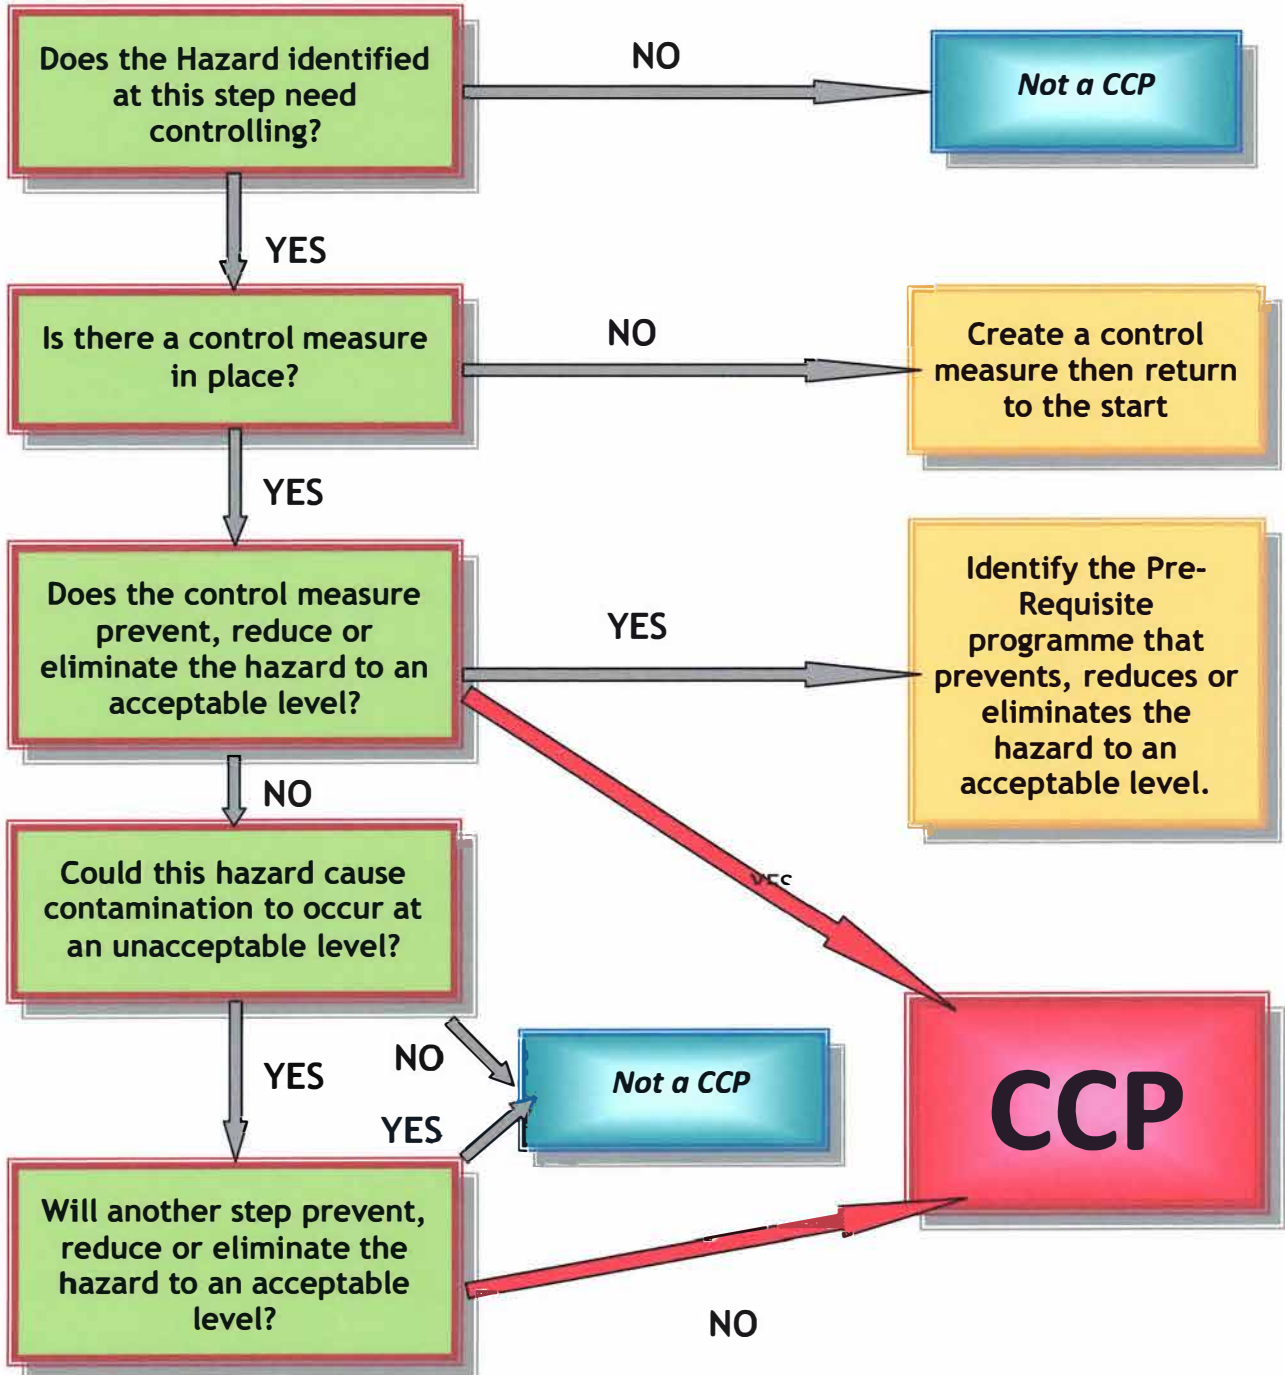 Does the Hazard identified
at this step need
controlling?
NO
Not a CCP
YES
Is there a control measure
in place?
NO
Create a control
measure then return
to the start
YES
Does the control measure
prevent, reduce or
eliminate the hazard to an
acceptable level?
YES
Identify the Pre-
Requisite
programme that
prevents, reduces or
eliminates the
hazard to an
acceptable level.
NO
YES
Could this hazard cause
contamination to occur at
an unacceptable level?
YES
NO
Not a CCP
YES
CCP
Will another step prevent,
reduce or eliminate the
hazard to an acceptable
level?
NO